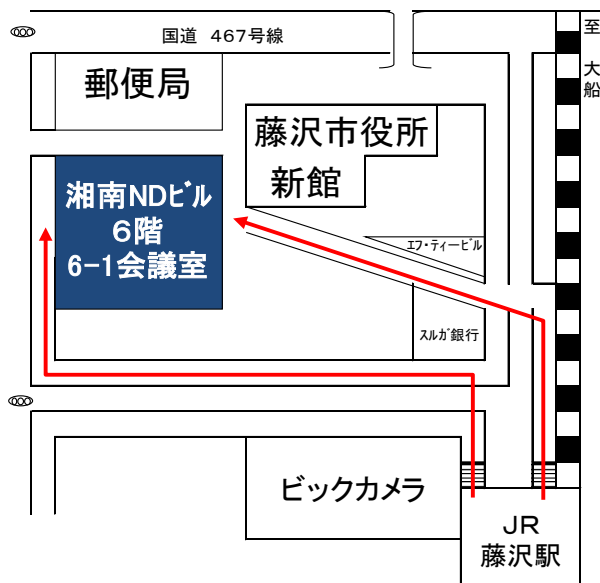 国道 467号線
至
大船
郵便局
藤沢市役所
新館
湘南NDビル
6階
6-1会議室
エフ・ティービル
スルガ銀行
ビックカメラ
JR
藤沢駅